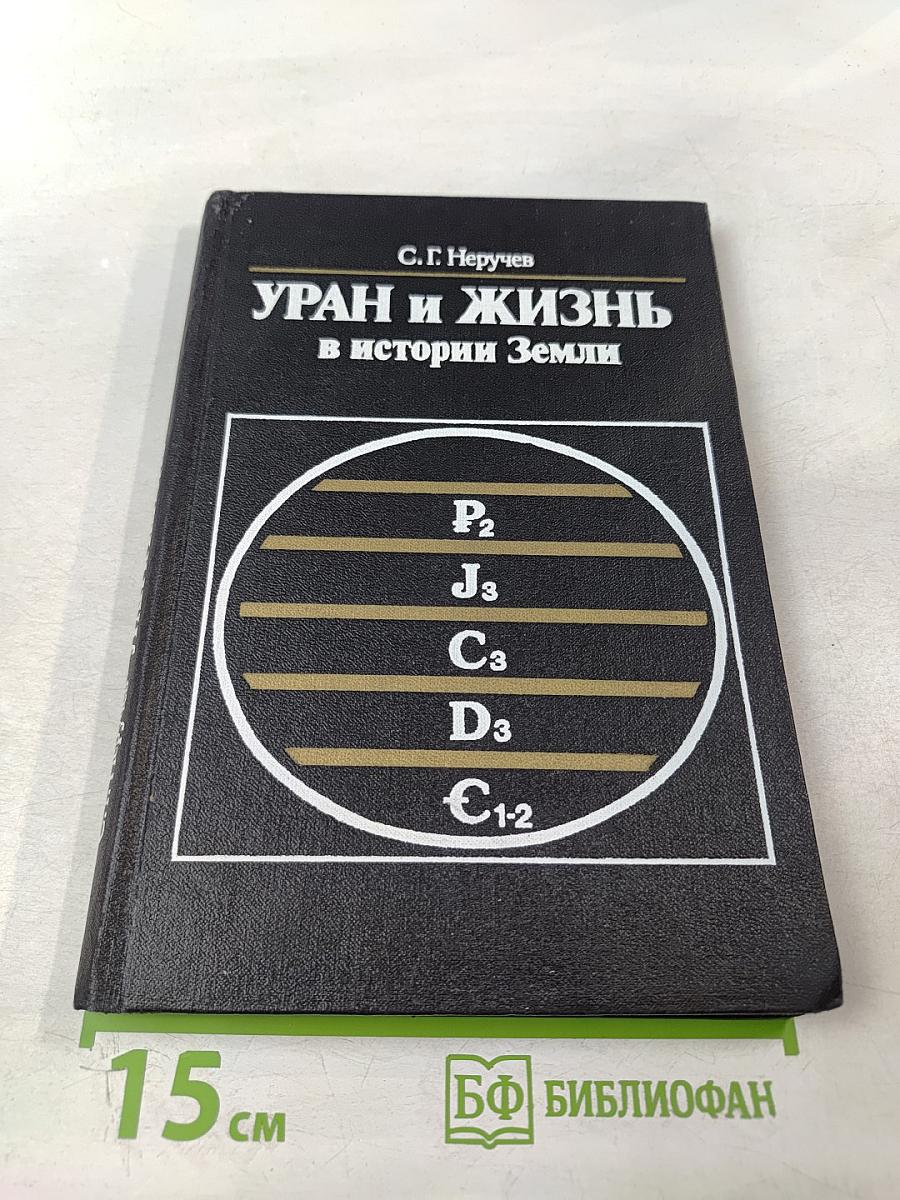 С. Г. Неручев
УРАН и ЖИЗНЬ
в истории Земли
₽2
J3
C3
D3
Є1-2
15 см
БФ БИБЛИОФАН